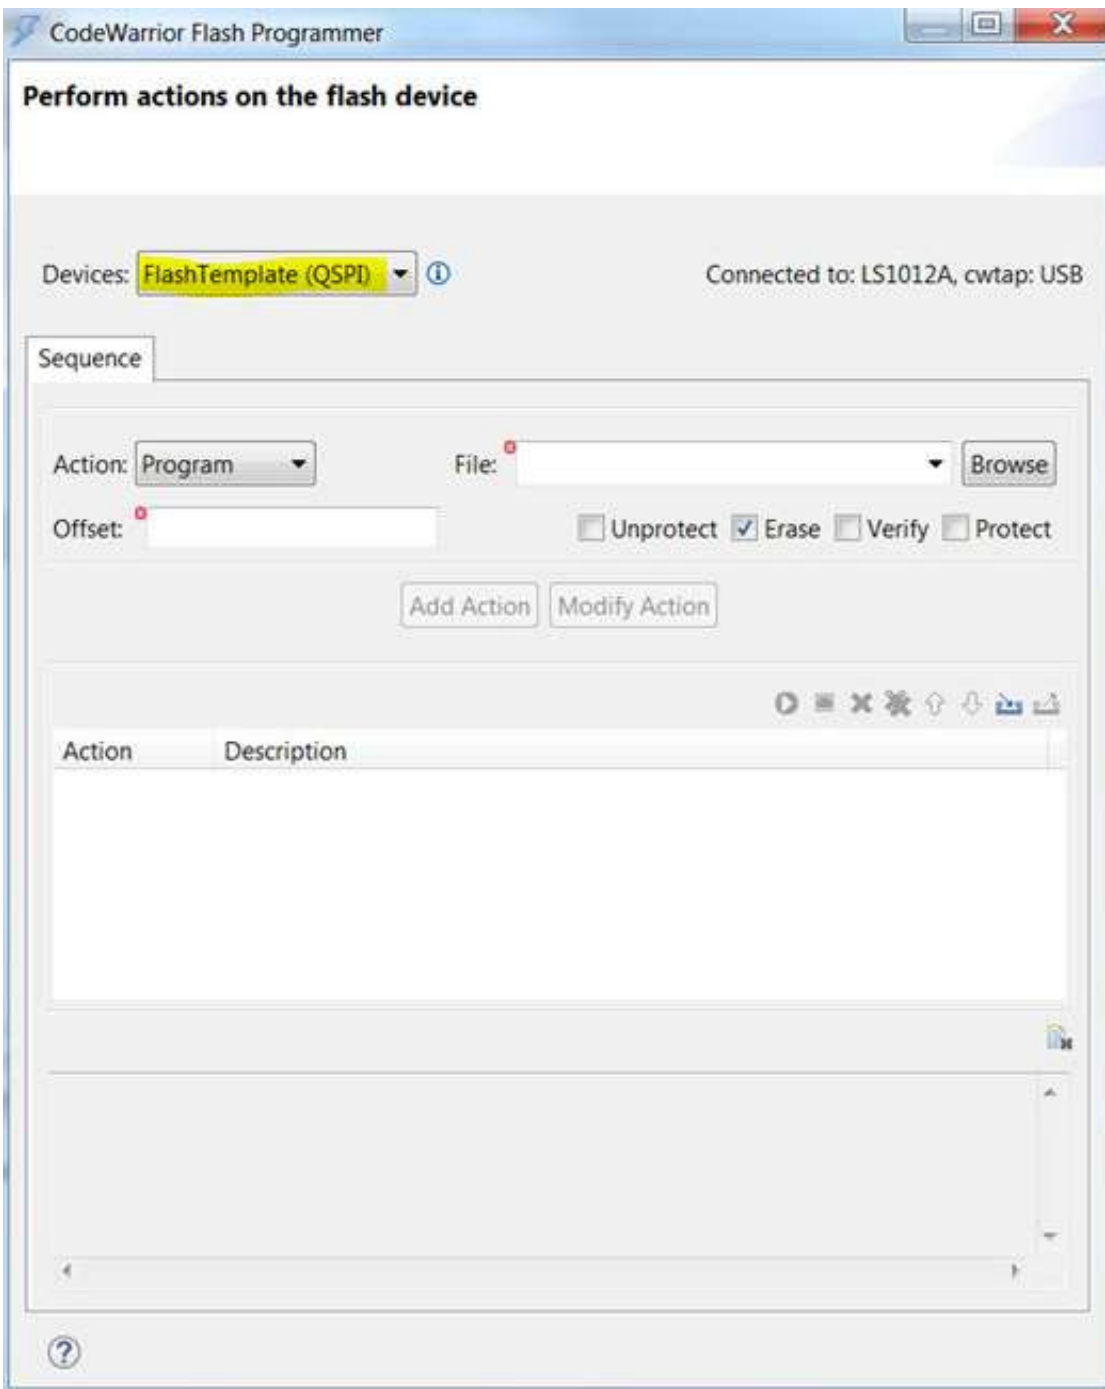 CodeWarrior Flash Programmer
Perform actions on the flash device
Devices: FlashTemplate (QSPI) Connected to: LS1012A, cwtap: USB
Sequence
Action: Program File: Browse
Offset: Unprotect Erase Verify Protect
Add Action Modify Action
Action Description